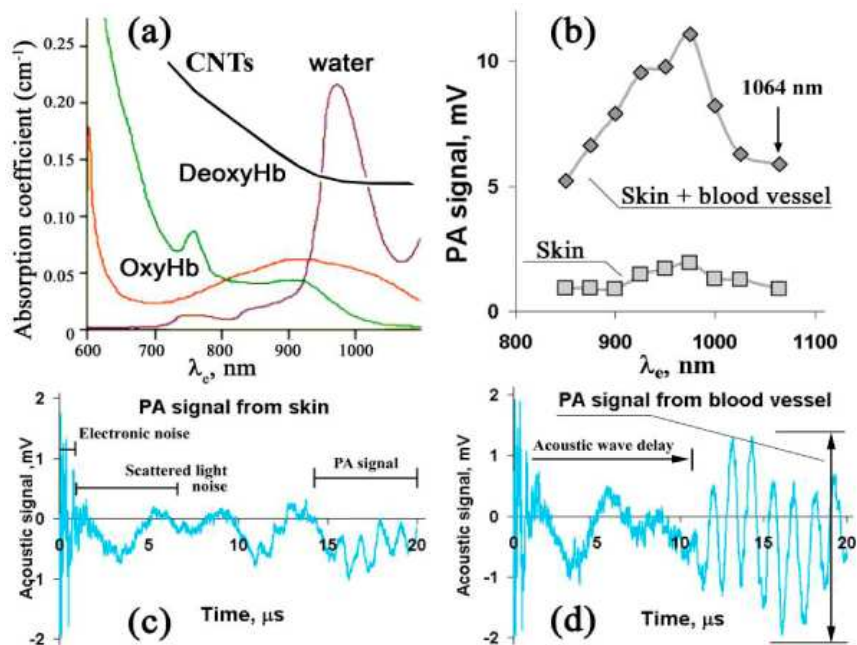 (a)
0.25
0.20
0.15
0.10
0.05
0
Absorption coefficient (cm-1)
CNTs
water
DeoxyHb
OxyHb
600 700 800 900 1000
λe, nm
(b)
10
5
0
PA signal, mV
1064 nm
Skin + blood vessel
Skin
800 900 1000 1100
λe, nm
2
1
0
-1
-2
Acoustic signal ,mV
PA signal from skin
Electronic noise
Scattered light
noise
PA signal
0 5 10 15 20
Time, μs
(c)
2
1
0
-1
-2
Acoustic signal, mV
PA signal from blood vessel
Acoustic wave delay
0 5 10 15 20
Time, μs
(d)